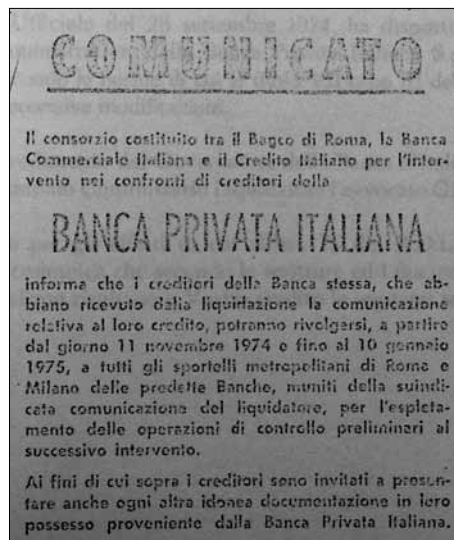 COMUNICATO
Il consorzio costituito tra il Banco di Roma, la Banca
Commerciale Italiana e il Credito Italiano per l'inter-
vento nei confronti di creditori della
BANCA PRIVATA ITALIANA
informa che i creditori della Banca stessa, che ab-
biano ricevuto dalla liquidazione la comunicazione
relativa al loro credito, potranno rivolgersi, a partire
dal giorno 11 novembre 1974 e fino al 10 gennaio
1975, a tutti gli sportelli metropolitani di Roma e
Milano delle predette Banche, muniti della suindi-
cata comunicazione del liquidatore, per l'espleta-
mento delle operazioni di controllo preliminari al
successivo intervento.
Ai fini di cui sopra i creditori sono invitati a presen-
tare anche ogni altra idonea documentazione in loro
possesso proveniente dalla Banca Privata Italiana.